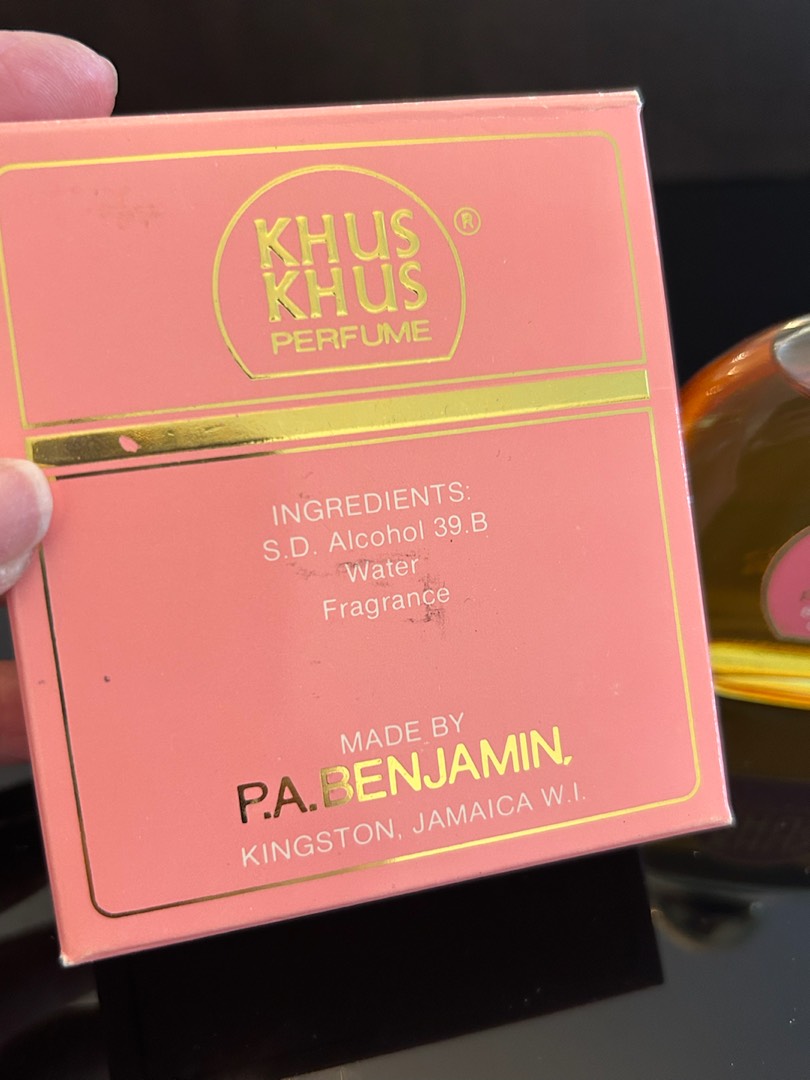 KHUS
KHUS
PERFUME
®
INGREDIENTS:
S.D. Alcohol 39.B
Water
Fragrance
MADE BY
P.A.BENJAMIN,
KINGSTON, JAMAICA W.I.